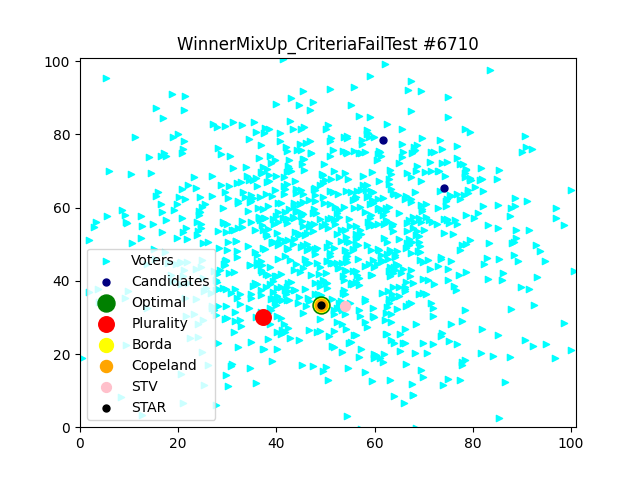 WinnerMixUp_CriteriaFailTest #6710
100
80
60
40
20
0
Voters
Candidates
Optimal
Plurality
Borda
Copeland
STV
STAR
0 20 40 60 80 100